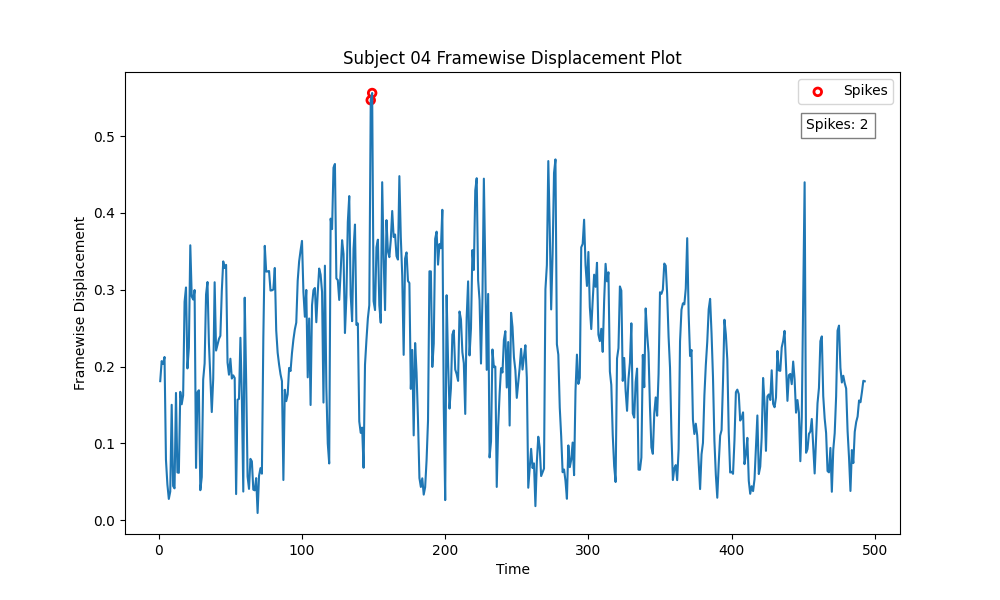 Subject 04 Framewise Displacement Plot
Spikes
Spikes: 2
Framewise Displacement
0.5
0.4
0.3
0.2
0.1
0.0
0 100 200 300 400 500
Time